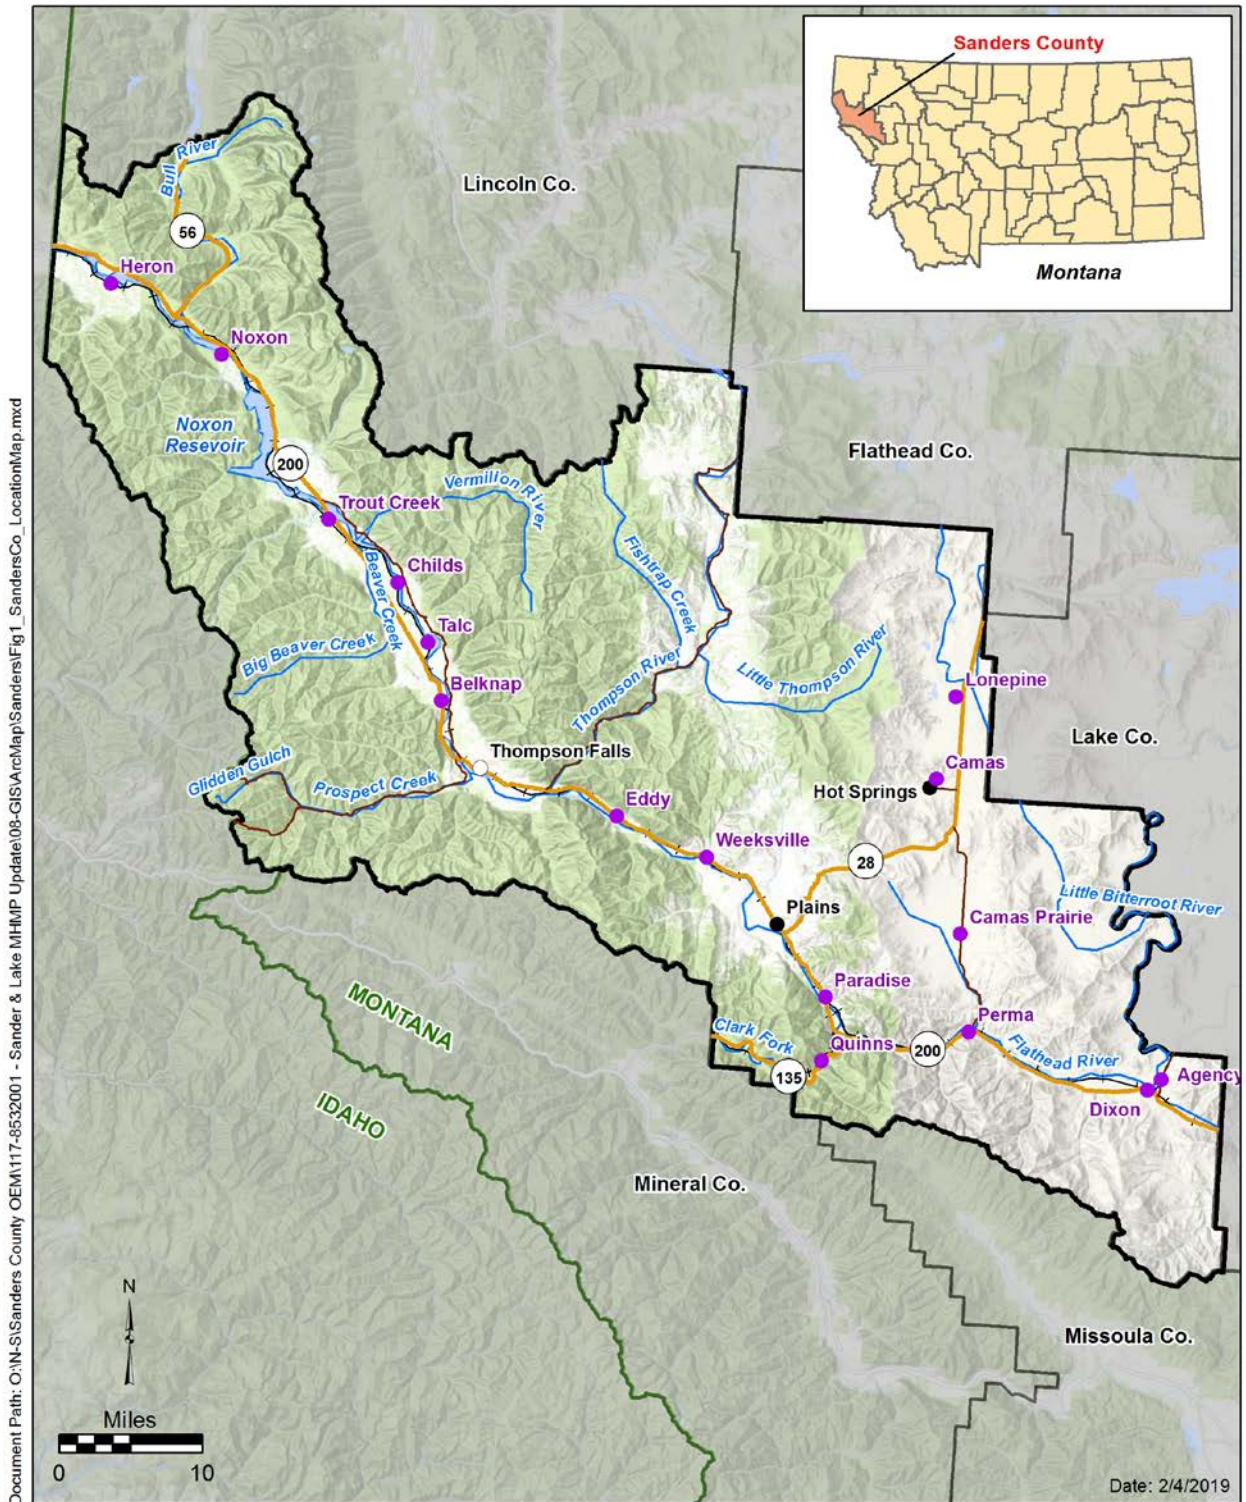 Sanders County
Montana
Bull River
Lincoln Co.
56
Heron
Noxon
Noxon
Resevoir
200
Flathead Co.
Trout Creek
Vermilion River
Fishtrap Creek
Childs
Beaver Creek
Talc
Big Beaver Creek
Thompson River
Little Thompson River
Belknap
Lonepine
Lake Co.
Thompson Falls
Glidden Gulch
Prospect Creek
Camas
Hot Springs
Eddy
Weeksville
28
Little Bitterroot River
Plains
Camas Prairie
Paradise
Perma
MONTANA
Clark Fork
Quinns
200
Flathead River
135
Agency
Dixon
IDAHO
Mineral Co.
N
Missoula Co.
Miles
0 10
Date: 2/4/2019
Document Path: O:\N-S\Sanders County OEM\117-8532001 - Sander & Lake MHMP Update\08-GIS\ArcMap\Sanders\Fig1_SandersCo_LocationMap.mxd